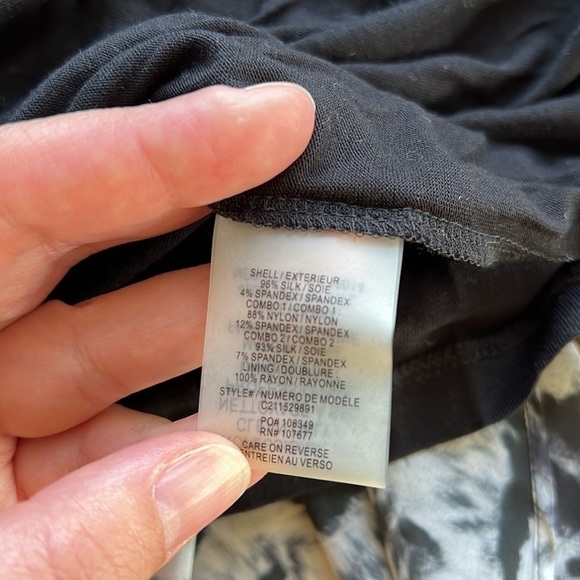 SHELL/EXTERIEUR
96% SILK/SOIE
4% SPANDEX/SPANDEX
COMBO 1/COMBO 1:
88% NYLON/NYLON
12% SPANDEX/SPANDEX
COMBO 2/COMBO 2:
93% SILK/SOIE
7% SPANDEX/SPANDEX
LINING/DOUBLURE:
100% RAYON/RAYONNE
STYLE#/NUMERO DE MODÈLE
C211529891
PO# 106349
RN# 107677
CARE ON REVERSE
ENTREIEN AU VERSO